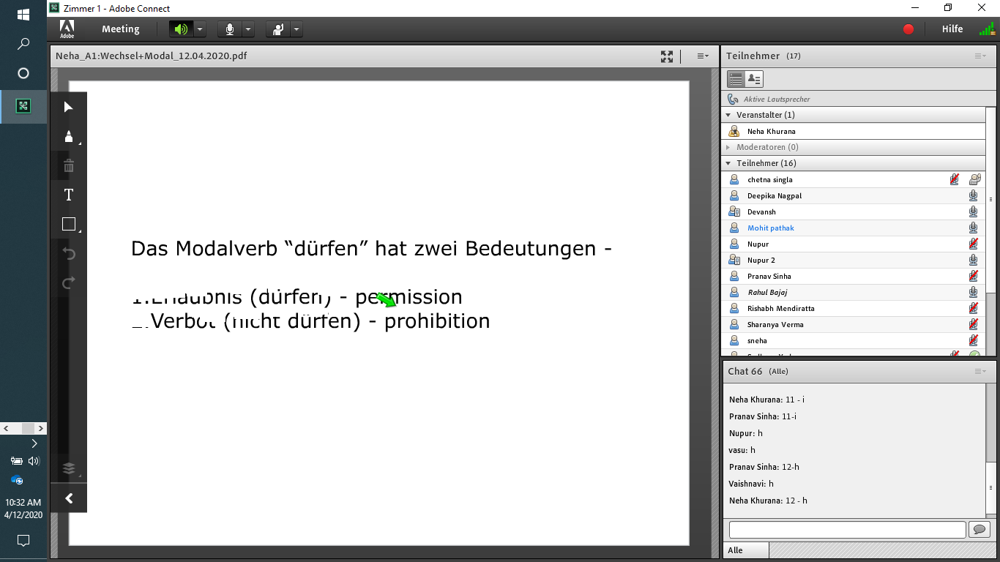 Zimmer 1 - Adobe Connect
Adobe
Meeting
Hilfe
Neha_A1:Wechsel+Modal_12.04.2020.pdf
T
Das Modalverb “dürfen” hat zwei Bedeutungen -
1.Erlaubnis (dürfen) - permission
2.Verbot (nicht dürfen) - prohibition
10:32 AM
4/12/2020
Teilnehmer (17)
Aktive Lautsprecher
Veranstalter (1)
Neha Khurana
Moderatoren (0)
Teilnehmer (16)
chetna singla
Deepika Nagpal
Devansh
Mohit pathak
Nupur
Nupur 2
Pranav Sinha
Rahul Bajaj
Rishabh Mendiratta
Sharanya Verma
sneha
Chat 66 (Alle)
Neha Khurana: 11 - i
Pranav Sinha: 11-i
Nupur: h
vasu: h
Pranav Sinha: 12-h
Vaishnavi: h
Neha Khurana: 12 - h
Alle